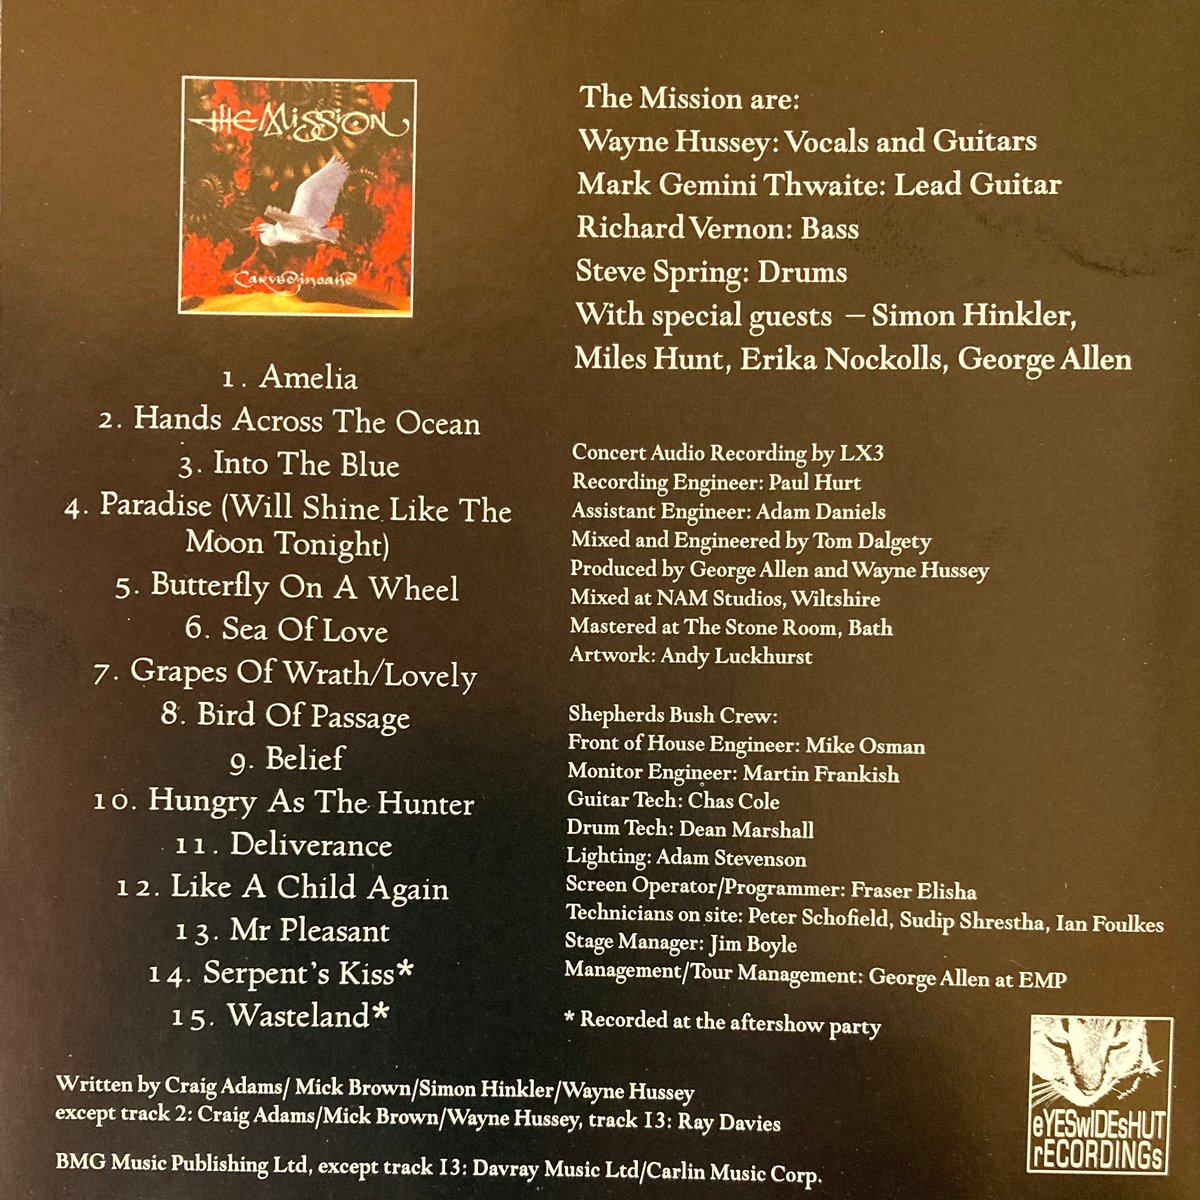 the Mission
Carved in Sand
1. Amelia
2. Hands Across The Ocean
3. Into The Blue
4. Paradise (Will Shine Like The
Moon Tonight)
5. Butterfly On A Wheel
6. Sea Of Love
7. Grapes Of Wrath/Lovely
8. Bird Of Passage
9. Belief
10. Hungry As The Hunter
11. Deliverance
12. Like A Child Again
13. Mr Pleasant
14. Serpent's Kiss*
15. Wasteland*
Written by Craig Adams/ Mick Brown/Simon Hinkler/Wayne Hussey
except track 2: Craig Adams/Mick Brown/Wayne Hussey, track 13: Ray Davies
BMG Music Publishing Ltd, except track 13: Davray Music Ltd/Carlin Music Corp.
The Mission are:
Wayne Hussey: Vocals and Guitars
Mark Gemini Thwaite: Lead Guitar
Richard Vernon: Bass
Steve Spring: Drums
With special guests – Simon Hinkler,
Miles Hunt, Erika Nockolls, George Allen
Concert Audio Recording by LX3
Recording Engineer: Paul Hurt
Assistant Engineer: Adam Daniels
Mixed and Engineered by Tom Dalgety
Produced by George Allen and Wayne Hussey
Mixed at NAM Studios, Wiltshire
Mastered at The Stone Room, Bath
Artwork: Andy Luckhurst
Shepherds Bush Crew:
Front of House Engineer: Mike Osman
Monitor Engineer: Martin Frankish
Guitar Tech: Chas Cole
Drum Tech: Dean Marshall
Lighting: Adam Stevenson
Screen Operator/Programmer: Fraser Elisha
Technicians on site: Peter Schofield, Sudip Shrestha, Ian Foulkes
Stage Manager: Jim Boyle
Management/Tour Management: George Allen at EMP
* Recorded at the aftershow party
eYESwIDEsHUT
rECORDINGs